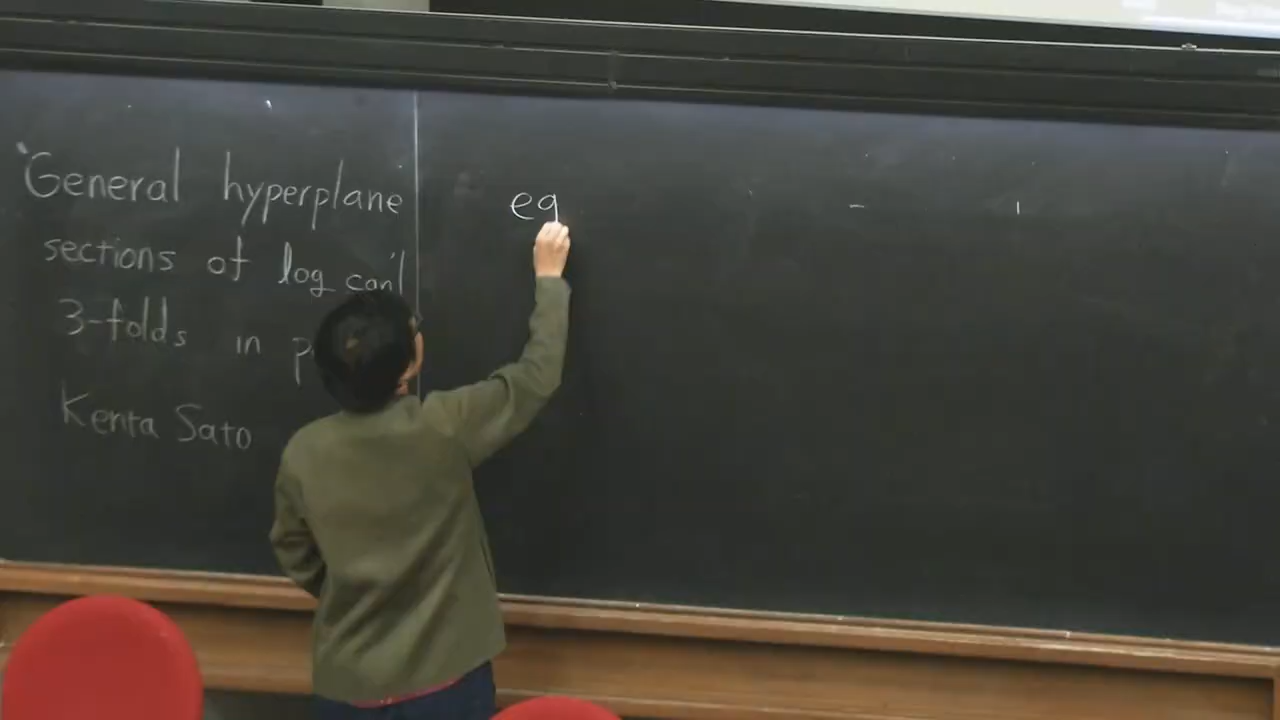 "General hyperplane
sections of log can'l
3-folds in
Kenta Sato
eg